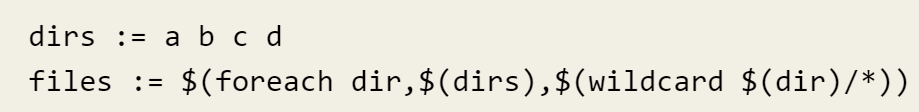 dirs := a b c d
files := $(foreach dir,$(dirs),$(wildcard $(dir)/*))